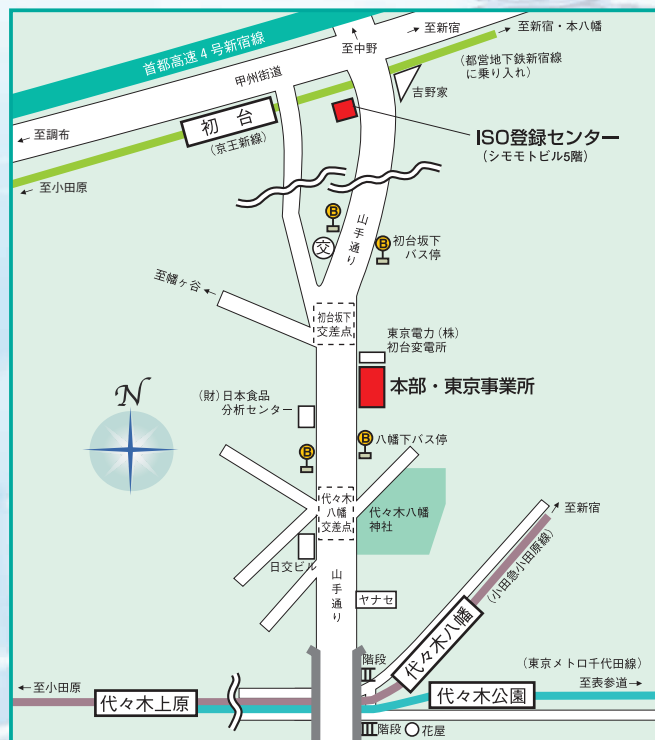 首都高速4号新宿線
甲州街道
至中野
至新宿
至新宿・本八幡
(都営地下鉄新宿線
に乗り入れ)
吉野家
初台
(京王新線)
至調布
至小田原
ISO登録センター
(シモモトビル5階)
B
交
山手通り
B
初台坂下
バス停
至幡ヶ谷
初台坂下
交差点
東京電力(株)
初台変電所
本部・東京事業所
N
(財)日本食品
分析センター
B
B
八幡下バス停
代々木
八幡
交差点
代々木八幡
神社
至新宿
(小田急小田原線)
日交ビル
山手通り
ヤナセ
代々木八幡
階段
(東京メトロ千代田線)
至表参道
至小田原
代々木上原
代々木公園
階段
花屋